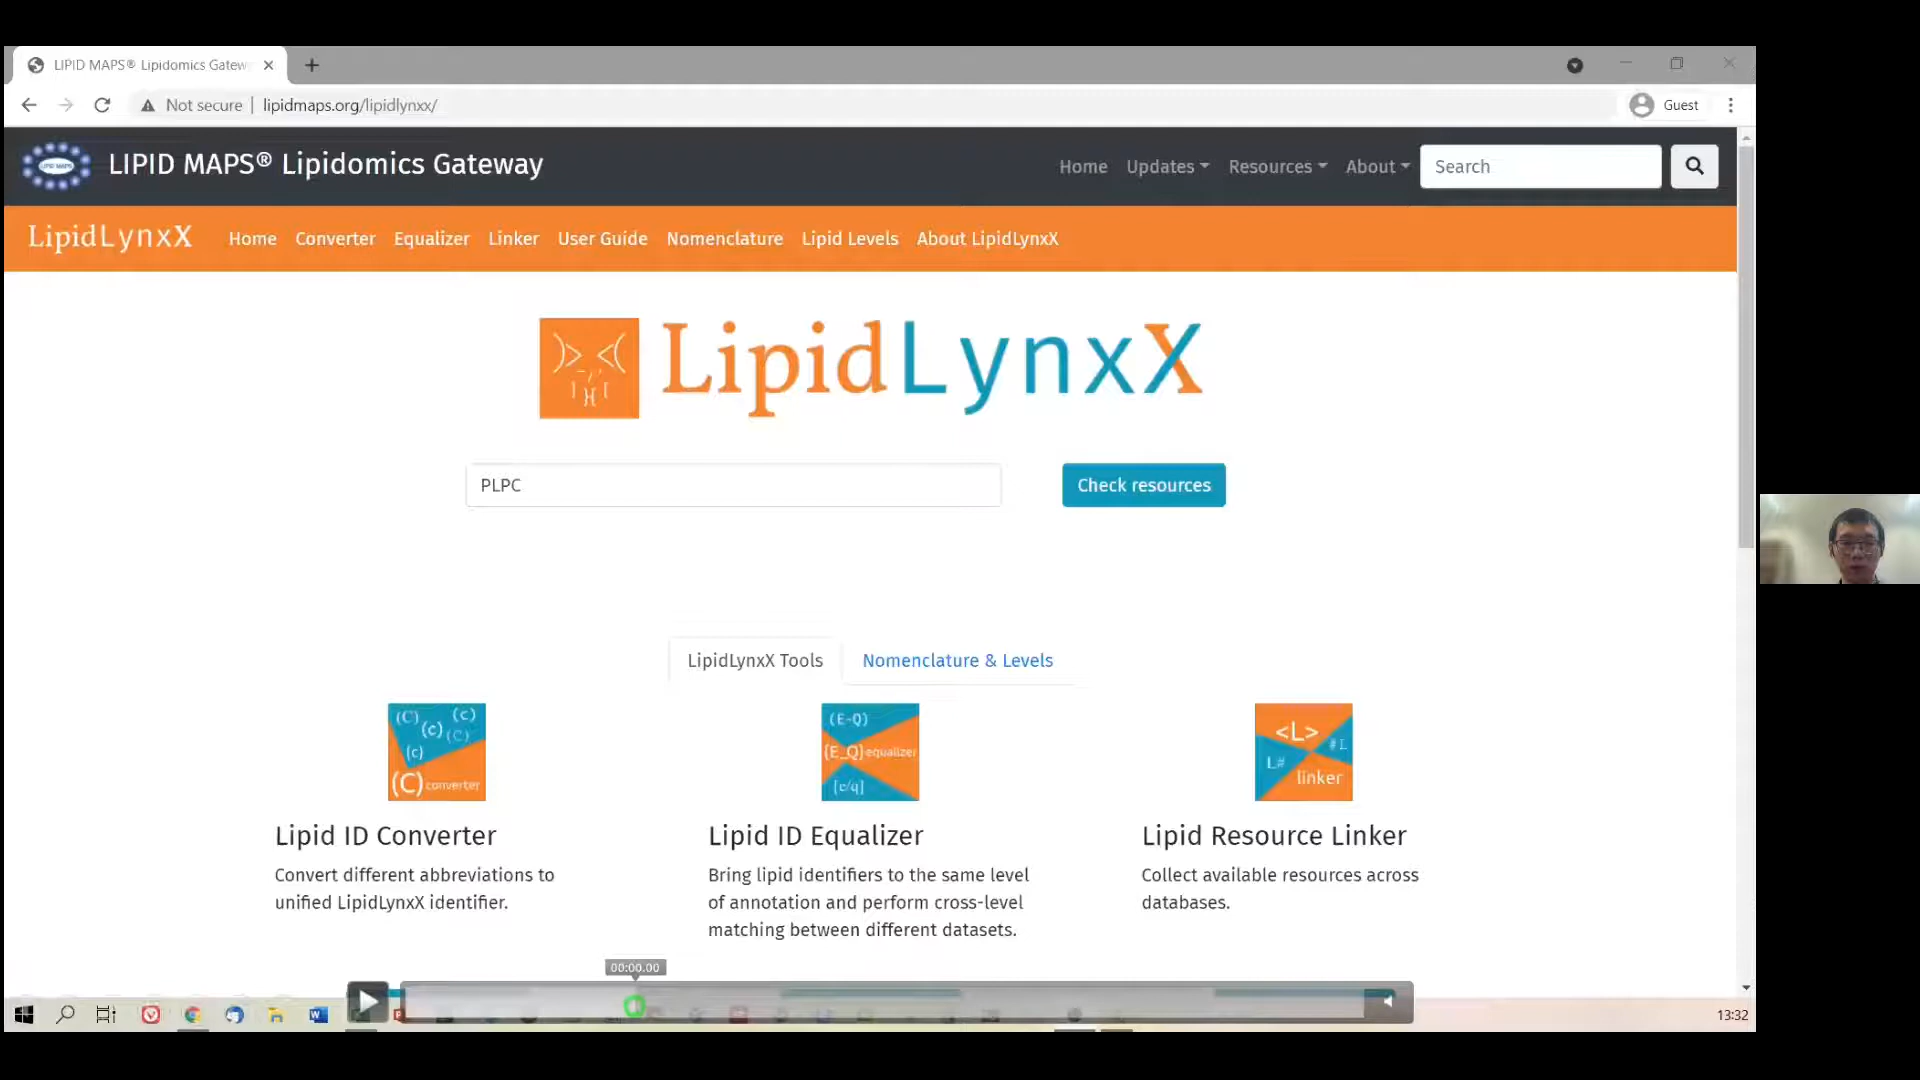 LIPID MAPS® Lipidomics Gatew
Not secure | lipidmaps.org/lipidlynxx/
Guest
LIPID MAPS
LIPID MAPS® Lipidomics Gateway
Home Updates Resources About Search
LipidLynxX Home Converter Equalizer Linker User Guide Nomenclature Lipid Levels About LipidLynxX
LipidLynxX
PLPC
Check resources
LipidLynxX Tools
Nomenclature & Levels
(C) (c)
(c) (C)
(c)
(C) converter
(E-Q)
{E_Q} equalizer
[e/q]
<L>
#L
L#
linker
Lipid ID Converter
Convert different abbreviations to
unified LipidLynxX identifier.
Lipid ID Equalizer
Bring lipid identifiers to the same level
of annotation and perform cross-level
matching between different datasets.
Lipid Resource Linker
Collect available resources across
databases.
00:00.00
13:32